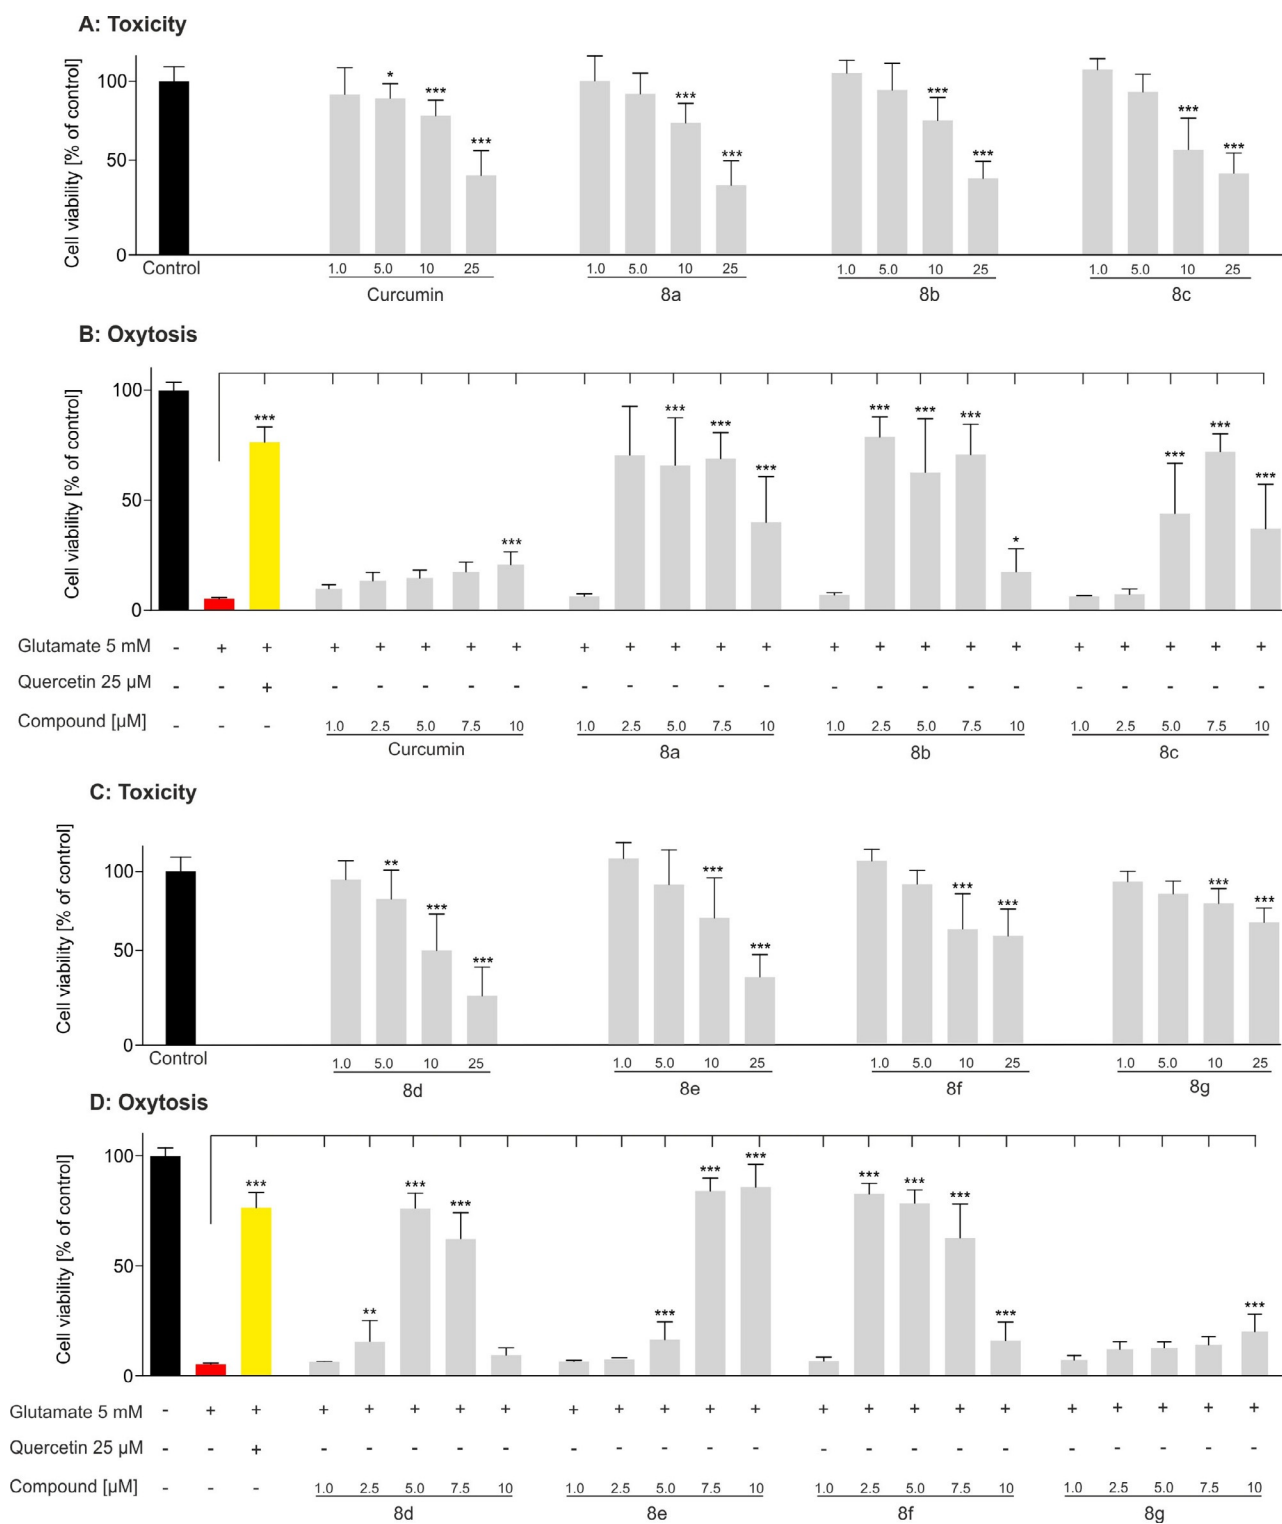 A: Toxicity
Cell viability [% of control]
100
50
0
* *** *** *** *** *** *** *** ***
Control
1.0 5.0 10 25 1.0 5.0 10 25 1.0 5.0 10 25 1.0 5.0 10 25
Curcumin 8a 8b 8c
B: Oxytosis
Cell viability [% of control]
100
50
0
*** *** *** *** *** *** *** *** * *** *** ***
Glutamate 5 mM - + + + + + + + + + + + + + + + + + + + + + +
Quercetin 25 µM - - + - - - - - - - - - - - - - - - - - - - -
Compound [µM] - - - 1.0 2.5 5.0 7.5 10 1.0 2.5 5.0 7.5 10 1.0 2.5 5.0 7.5 10 1.0 2.5 5.0 7.5 10
Curcumin 8a 8b 8c
C: Toxicity
Cell viability [% of control]
100
50
0
** *** *** *** *** *** *** *** ***
Control
1.0 5.0 10 25 1.0 5.0 10 25 1.0 5.0 10 25 1.0 5.0 10 25
8d 8e 8f 8g
D: Oxytosis
Cell viability [% of control]
100
50
0
*** ** *** *** *** *** *** *** *** *** *** ***
Glutamate 5 mM - + + + + + + + + + + + + + + + + + + + + + +
Quercetin 25 µM - - + - - - - - - - - - - - - - - - - - - - -
Compound [µM] - - - 1.0 2.5 5.0 7.5 10 1.0 2.5 5.0 7.5 10 1.0 2.5 5.0 7.5 10 1.0 2.5 5.0 7.5 10
8d 8e 8f 8g